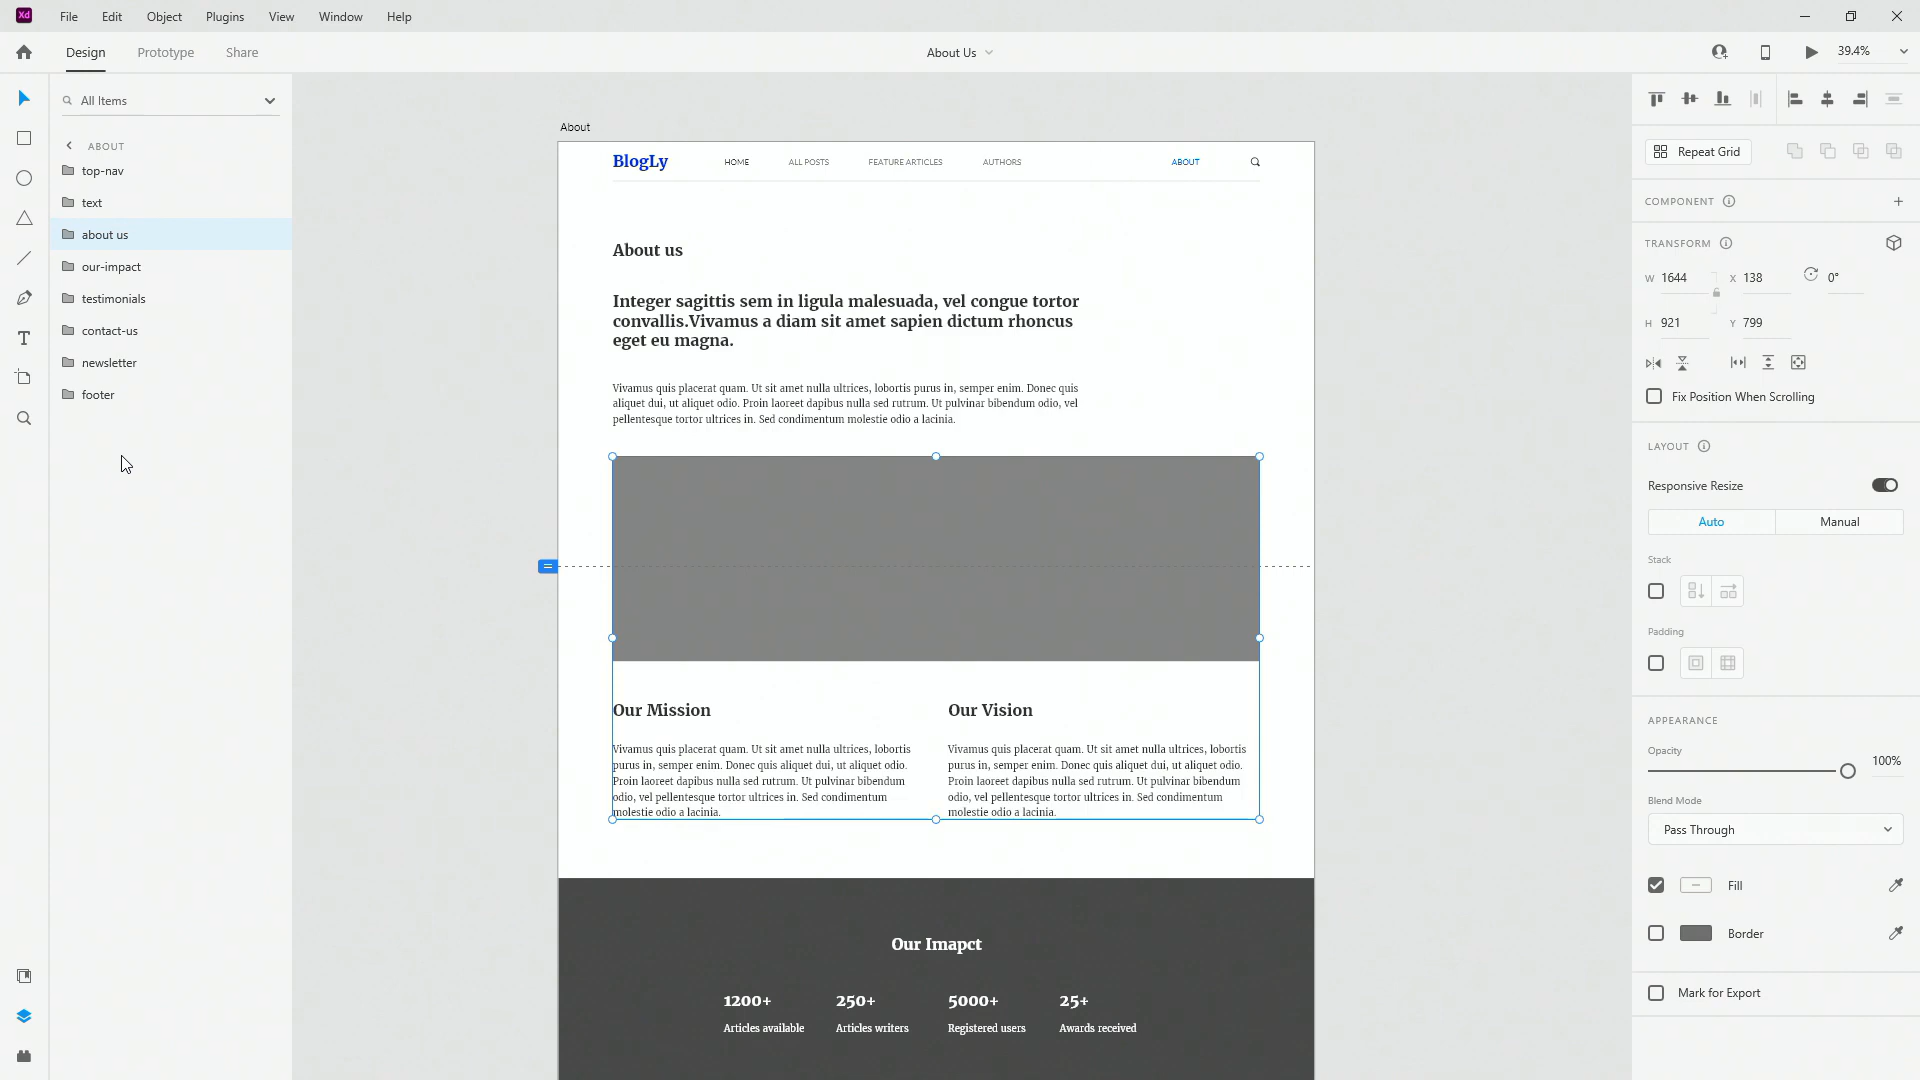 Xd
File Edit Object Plugins View Window Help
Design Prototype Share
About Us
39.4%
All Items
ABOUT
top-nav
text
about us
our-impact
testimonials
contact-us
newsletter
footer
About
BlogLy HOME ALL POSTS FEATURE ARTICLES AUTHORS ABOUT
About us
Integer sagittis sem in ligula malesuada, vel congue tortor
convallis.Vivamus a diam sit amet sapien dictum rhoncus
eget eu magna.
Vivamus quis placerat quam. Ut sit amet nulla ultrices, lobortis purus in, semper enim. Donec quis
aliquet dui, ut aliquet odio. Proin laoreet dapibus nulla sed rutrum. Ut pulvinar bibendum odio, vel
pellentesque tortor ultrices in. Sed condimentum molestie odio a lacinia.
Our Mission
Vivamus quis placerat quam. Ut sit amet nulla ultrices, lobortis
purus in, semper enim. Donec quis aliquet dui, ut aliquet odio.
Proin laoreet dapibus nulla sed rutrum. Ut pulvinar bibendum
odio, vel pellentesque tortor ultrices in. Sed condimentum
molestie odio a lacinia.
Our Vision
Vivamus quis placerat quam. Ut sit amet nulla ultrices, lobortis
purus in, semper enim. Donec quis aliquet dui, ut aliquet odio.
Proin laoreet dapibus nulla sed rutrum. Ut pulvinar bibendum
odio, vel pellentesque tortor ultrices in. Sed condimentum
molestie odio a lacinia.
Our Imapct
1200+ 250+ 5000+ 25+
Articles available Articles writers Registered users Awards received
Repeat Grid
COMPONENT
TRANSFORM
W 1644 X 138 0°
H 921 Y 799
Fix Position When Scrolling
LAYOUT
Responsive Resize
Auto Manual
Stack
Padding
APPEARANCE
Opacity
100%
Blend Mode
Pass Through
Fill
Border
Mark for Export